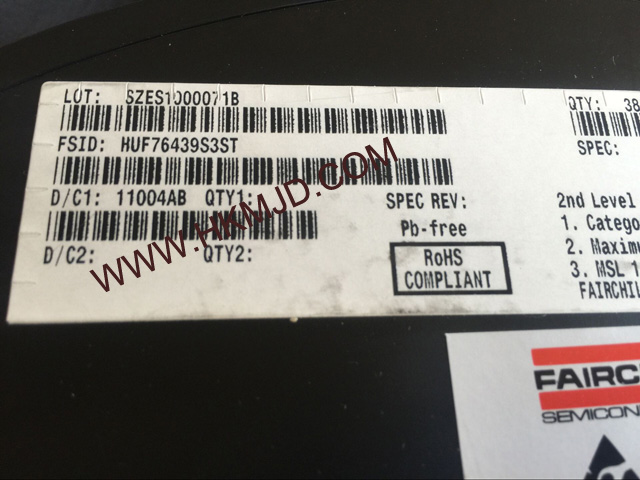 LOT: SZES1000071B
QTY: 38
FSID: HUF76439S3ST
SPEC:
D/C1: 11004AB QTY1:
SPEC REV:
2nd Level
D/C2: QTY2:
Pb-free
1. Catego
RoHS
COMPLIANT
2. Maximu
3. MSL 1
FAIRCHIL
WWW.HKMJD.COM
FAIRC
SEMICON